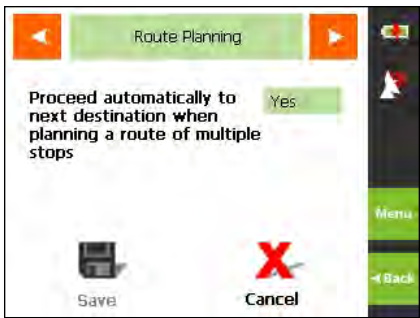 Route Planning
Proceed automatically to
next destination when
planning a route of multiple
stops
Yes
Menu
Back
Save
Cancel